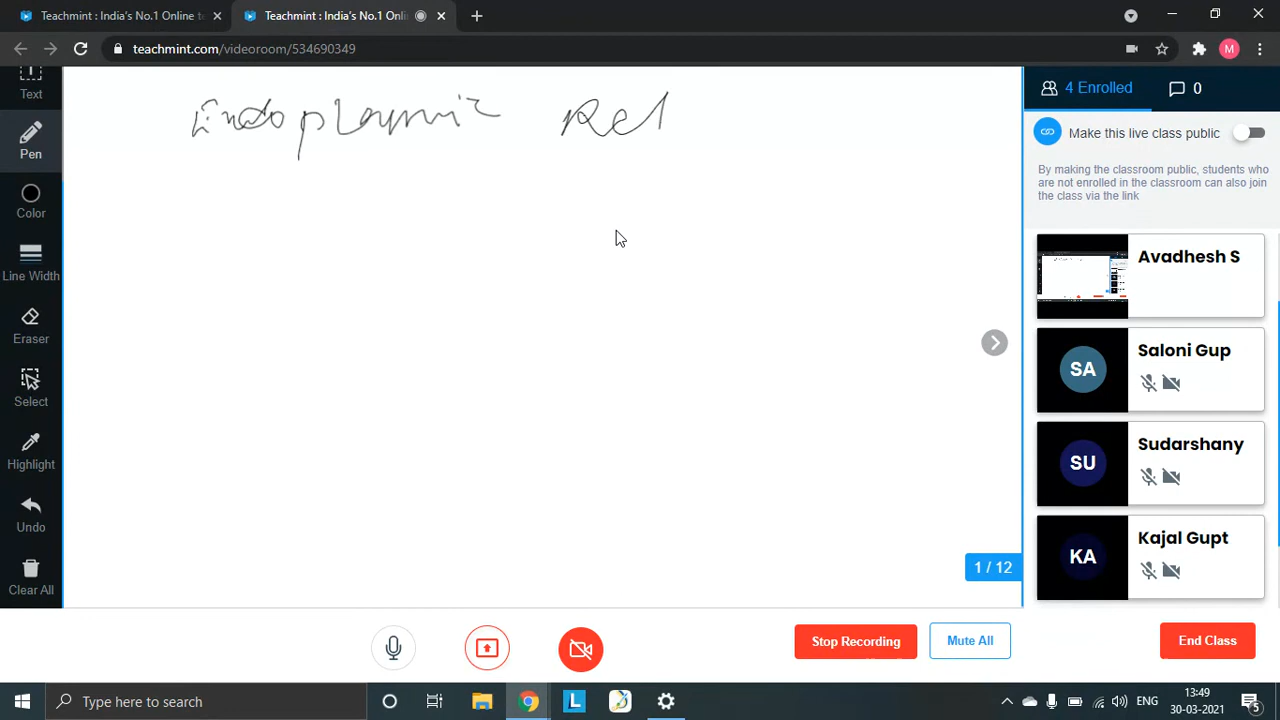 Teachmint : India's No.1 Online te
Teachmint : India's No.1 Onli
teachmint.com/videoroom/534690349
M
Text
Pen
Color
Line Width
Eraser
Select
Highlight
Undo
Clear All
Endoplaymic Ret
1 / 12
4 Enrolled
0
Make this live class public
By making the classroom public, students who
are not enrolled in the classroom can also join
the class via the link
Avadhesh S
SA
Saloni Gup
SU
Sudarshany
KA
Kajal Gupt
Stop Recording
Mute All
End Class
Type here to search
L
ENG
13:49
30-03-2021
5